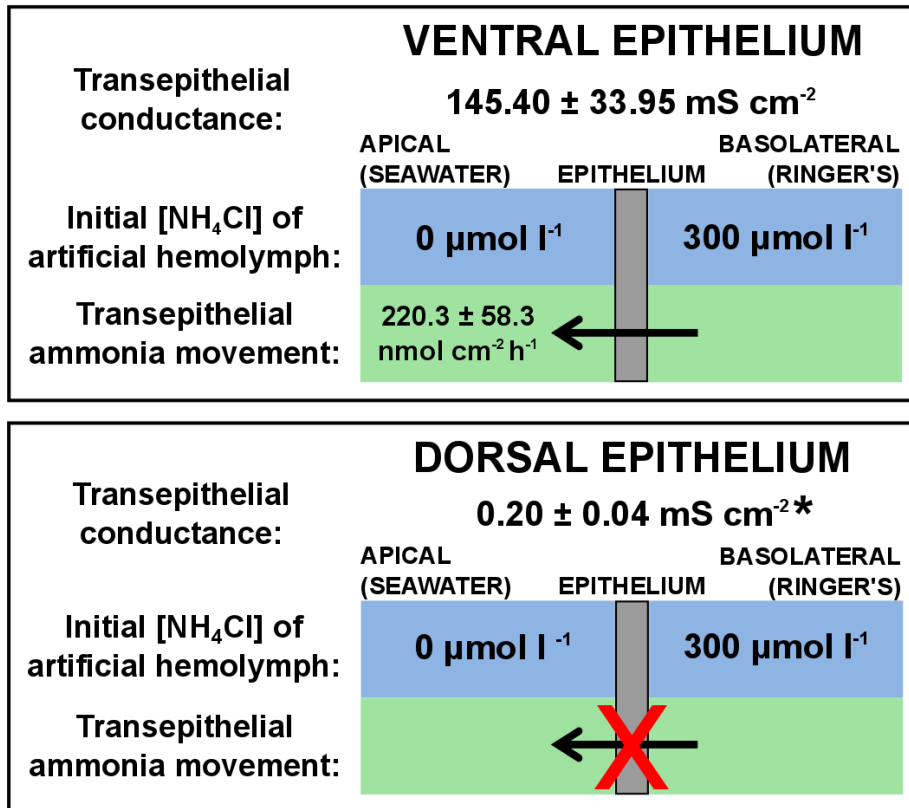 VENTRAL EPITHELIUM
Transepithelial
conductance:
145.40 ± 33.95 mS cm⁻²
APICAL
(SEAWATER)
EPITHELIUM
BASOLATERAL
(RINGER'S)
Initial [NH₄Cl] of
artificial hemolymph:
0 µmol l⁻¹
300 µmol l⁻¹
Transepithelial
ammonia movement:
220.3 ± 58.3
nmol cm⁻² h⁻¹
DORSAL EPITHELIUM
Transepithelial
conductance:
0.20 ± 0.04 mS cm⁻²*
APICAL
(SEAWATER)
EPITHELIUM
BASOLATERAL
(RINGER'S)
Initial [NH₄Cl] of
artificial hemolymph:
0 µmol l⁻¹
300 µmol l⁻¹
Transepithelial
ammonia movement: